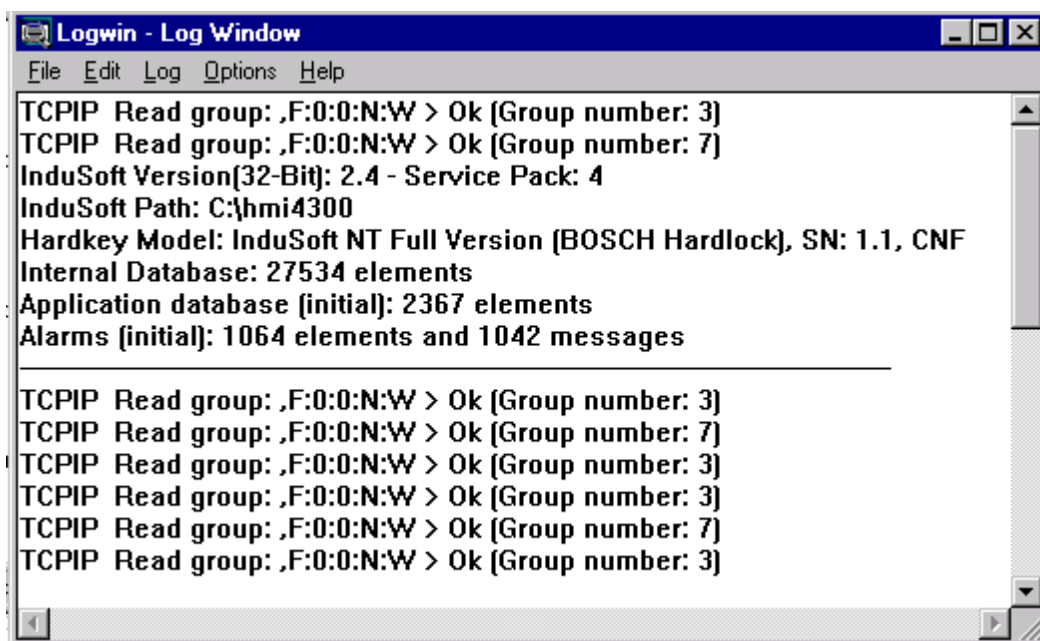 Logwin - Log Window
File Edit Log Options Help
TCPIP Read group: ,F:0:0:N:W > Ok (Group number: 3)
TCPIP Read group: ,F:0:0:N:W > Ok (Group number: 7)
InduSoft Version(32-Bit): 2.4 - Service Pack: 4
InduSoft Path: C:\hmi4300
Hardkey Model: InduSoft NT Full Version (BOSCH Hardlock), SN: 1.1, CNF
Internal Database: 27534 elements
Application database (initial): 2367 elements
Alarms (initial): 1064 elements and 1042 messages
TCPIP Read group: ,F:0:0:N:W > Ok (Group number: 3)
TCPIP Read group: ,F:0:0:N:W > Ok (Group number: 7)
TCPIP Read group: ,F:0:0:N:W > Ok (Group number: 3)
TCPIP Read group: ,F:0:0:N:W > Ok (Group number: 3)
TCPIP Read group: ,F:0:0:N:W > Ok (Group number: 7)
TCPIP Read group: ,F:0:0:N:W > Ok (Group number: 3)